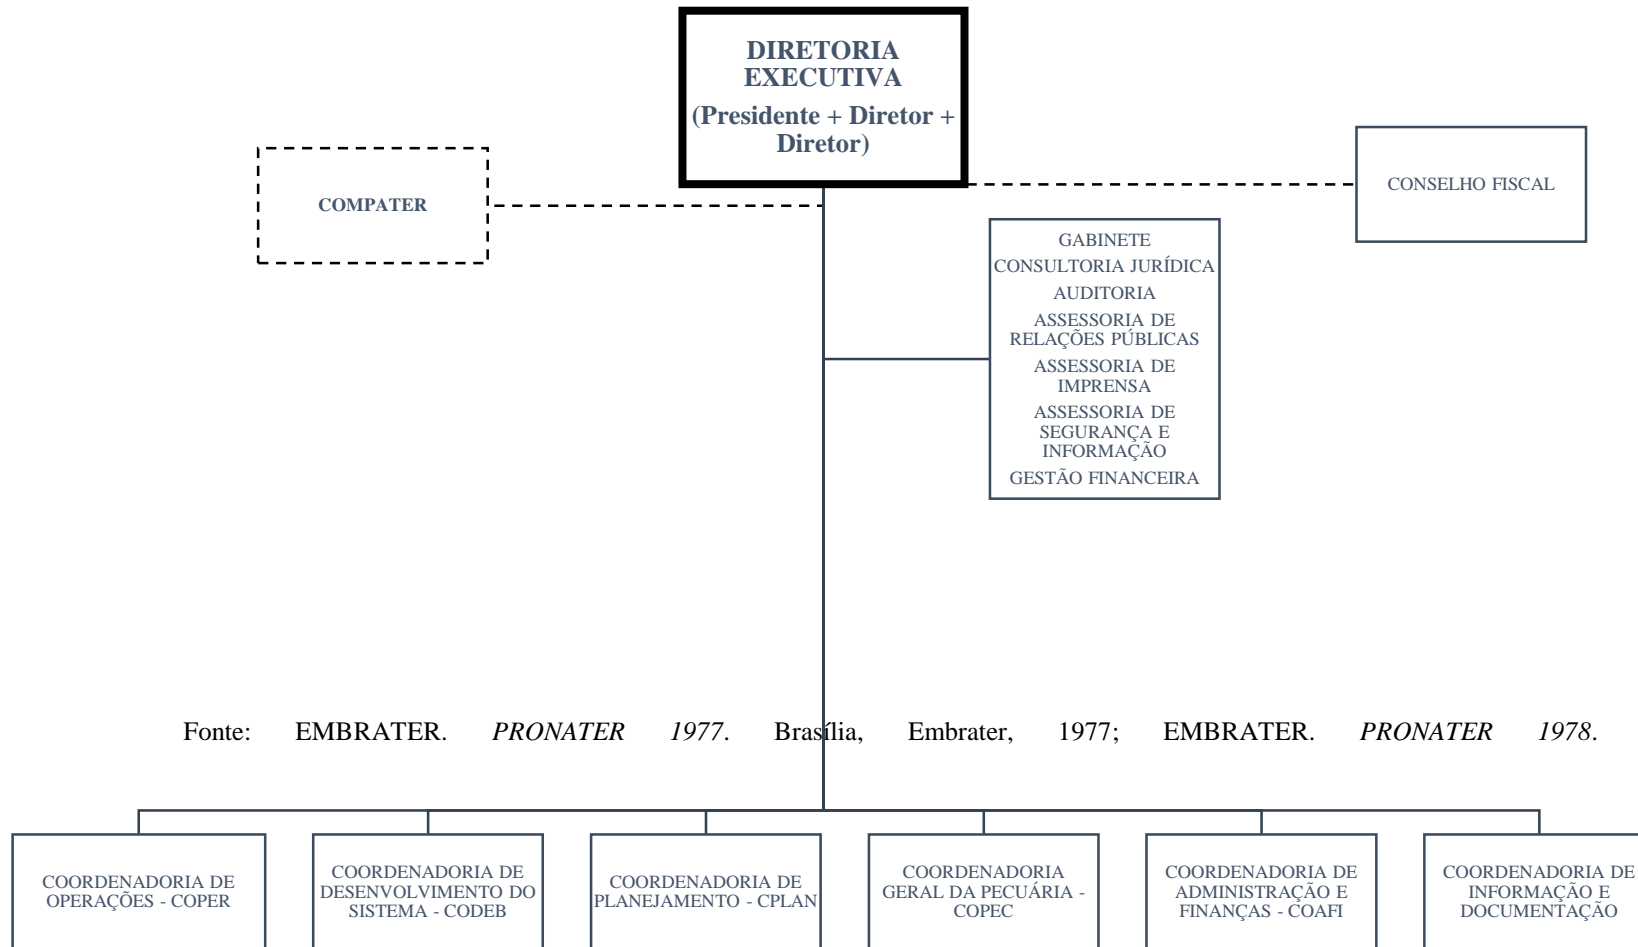 DIRETORIA
EXECUTIVA
(Presidente + Diretor +
Diretor)
COMPATER
CONSELHO FISCAL
GABINETE
CONSULTORIA JURÍDICA
AUDITORIA
ASSESSORIA DE
RELAÇÕES PÚBLICAS
ASSESSORIA DE
IMPRENSA
ASSESSORIA DE
SEGURANÇA E
INFORMAÇÃO
GESTÃO FINANCEIRA
Fonte: EMBRATER. PRONATER 1977. Brasília, Embrater, 1977; EMBRATER. PRONATER 1978.
COORDENADORIA DE
OPERAÇÕES - COPER
COORDENADORIA DE
DESENVOLVIMENTO DO
SISTEMA - CODEB
COORDENADORIA DE
PLANEJAMENTO - CPLAN
COORDENADORIA
GERAL DA PECUÁRIA -
COPEC
COORDENADORIA DE
ADMINISTRAÇÃO E
FINANÇAS - COAFI
COORDENADORIA DE
INFORMAÇÃO E
DOCUMENTAÇÃO